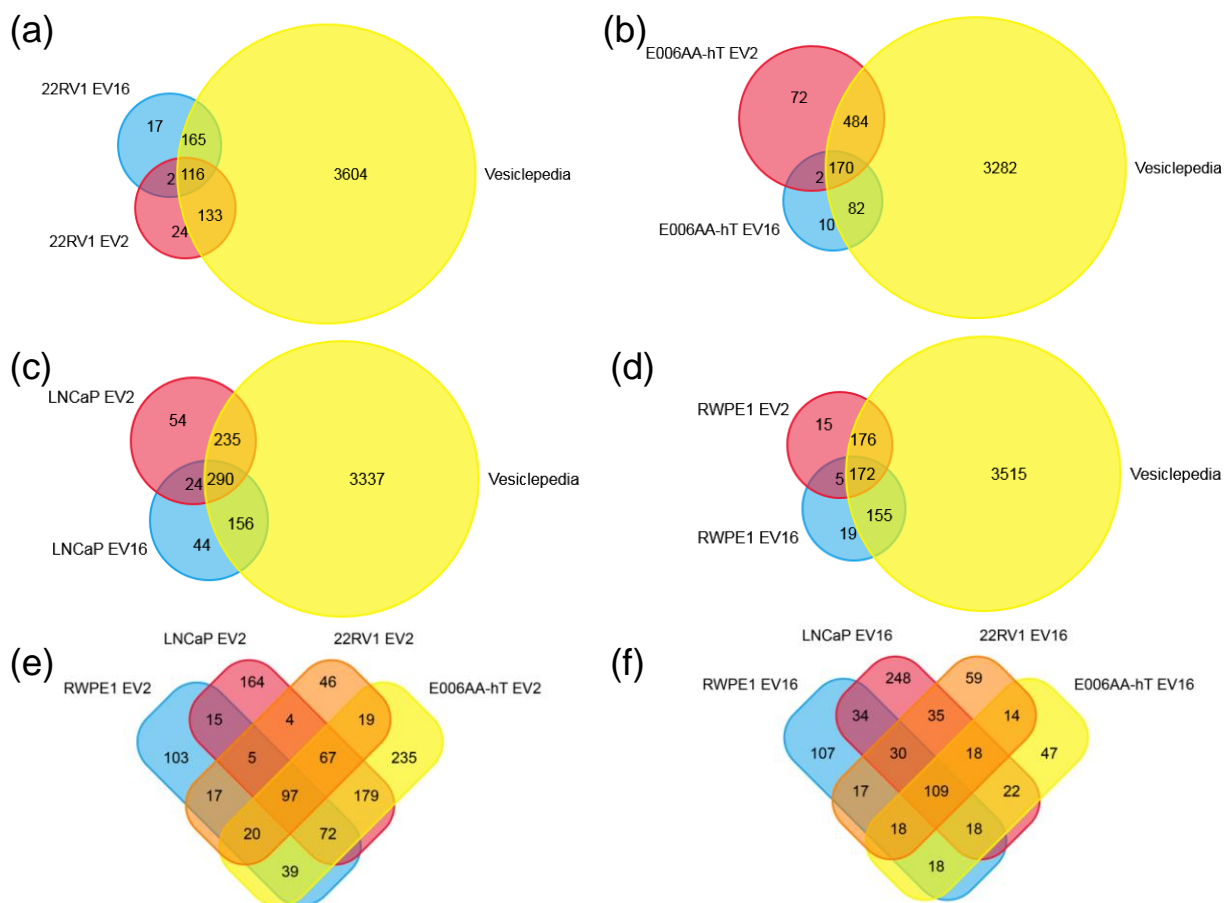 (a)
22RV1 EV16
17
165
2
116
3604
Vesiclepedia
133
24
22RV1 EV2
(b)
E006AA-hT EV2
72
484
170
2
3282
Vesiclepedia
82
10
E006AA-hT EV16
(c)
LNCaP EV2
54
235
24
290
3337
Vesiclepedia
156
44
LNCaP EV16
(d)
RWPE1 EV2
15
176
5
172
3515
Vesiclepedia
155
19
RWPE1 EV16
(e)
LNCaP EV2
22RV1 EV2
RWPE1 EV2
E006AA-hT EV2
164
46
15
4
19
103
5
67
235
17
97
179
20
72
39
(f)
LNCaP EV16
22RV1 EV16
RWPE1 EV16
E006AA-hT EV16
248
59
34
35
14
107
30
18
47
17
109
22
18
18
18